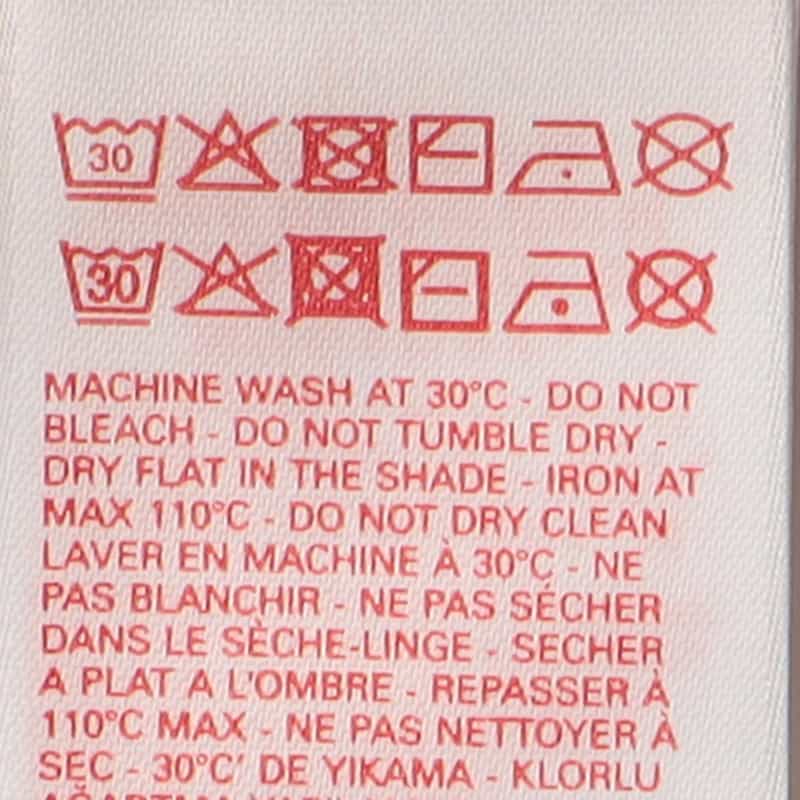 30
30
MACHINE WASH AT 30°C - DO NOT
BLEACH - DO NOT TUMBLE DRY -
DRY FLAT IN THE SHADE - IRON AT
MAX 110°C - DO NOT DRY CLEAN
LAVER EN MACHINE À 30°C - NE
PAS BLANCHIR - NE PAS SÉCHER
DANS LE SÈCHE-LINGE - SECHER
A PLAT A L'OMBRE - REPASSER À
110°C MAX - NE PAS NETTOYER À
SEC - 30°C' DE YIKAMA - KLORLU